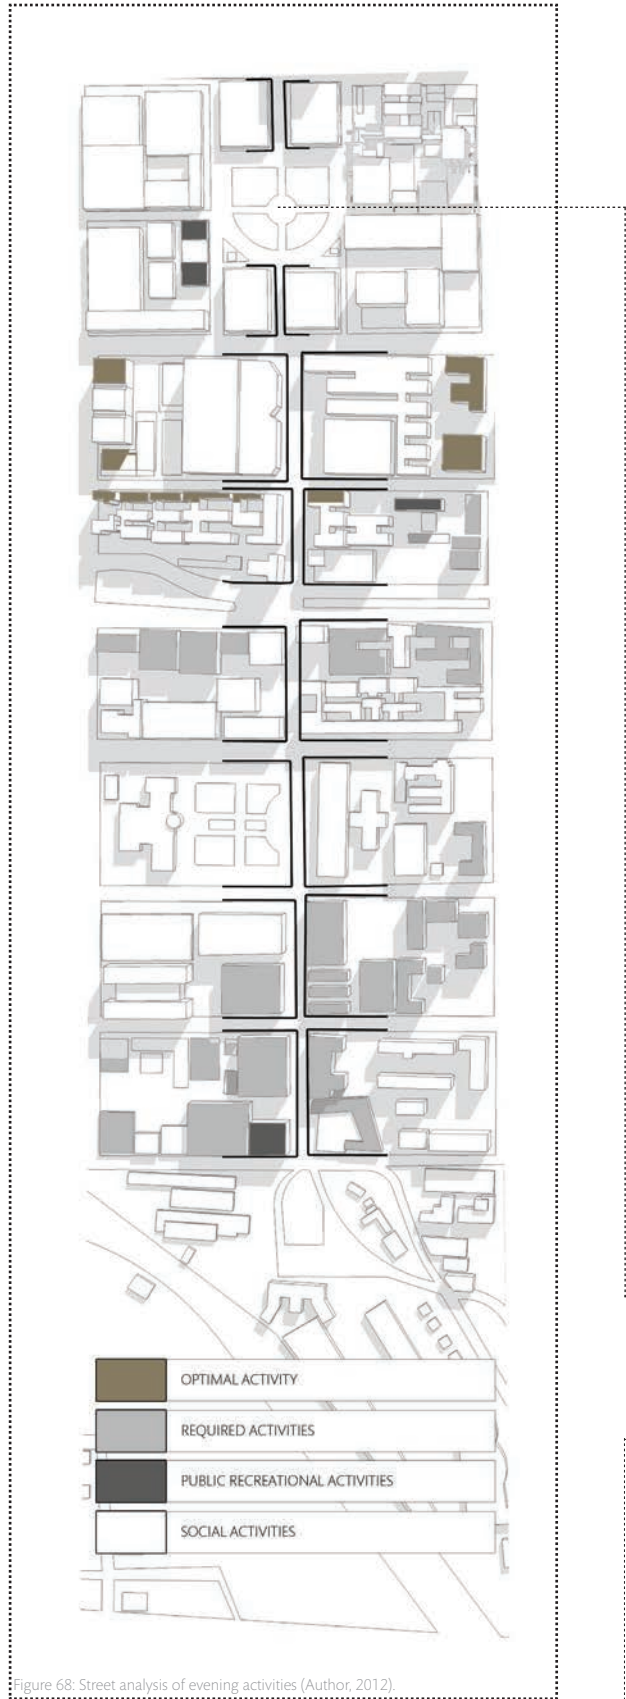 OPTIMAL ACTIVITY
REQUIRED ACTIVITIES
PUBLIC RECREATIONAL ACTIVITIES
SOCIAL ACTIVITIES
Figure 68: Street analysis of evening activities (Author, 2012).